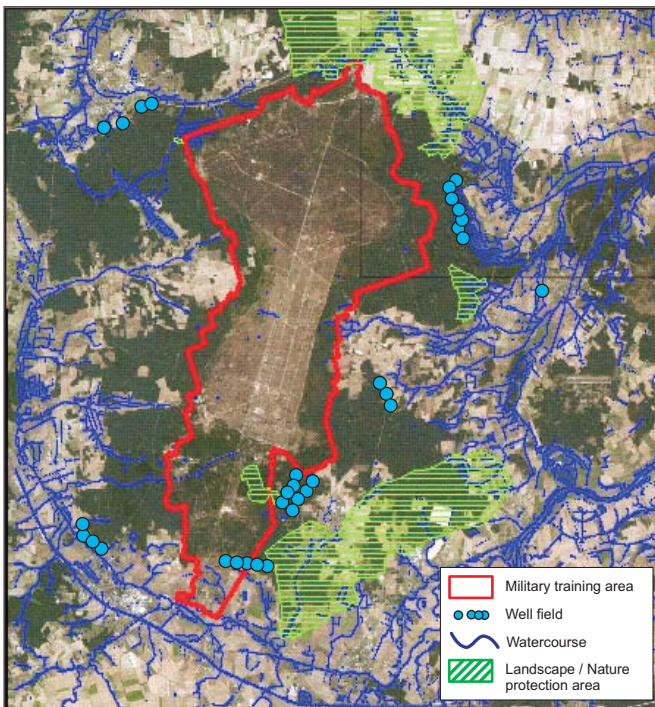 Military training area
Well field
Watercourse
Landscape / Nature
protection area